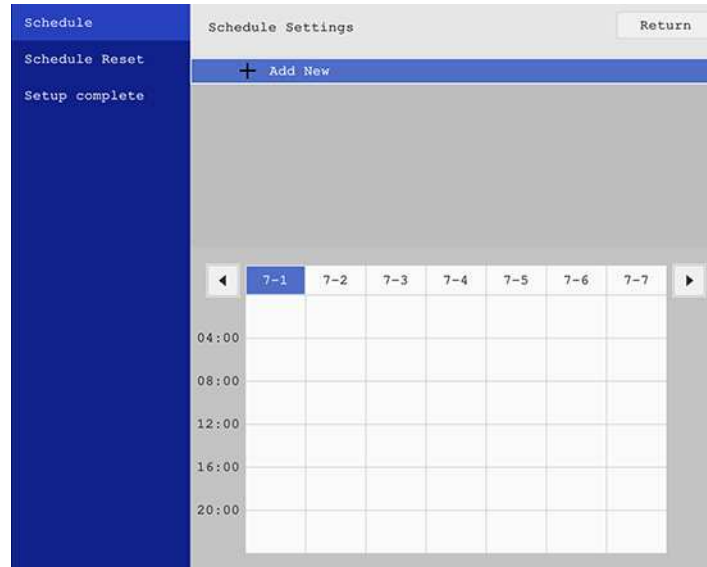 Schedule
Schedule Reset
Setup complete
Schedule Settings
Return
+ Add New
7-1 7-2 7-3 7-4 7-5 7-6 7-7
04:00
08:00
12:00
16:00
20:00